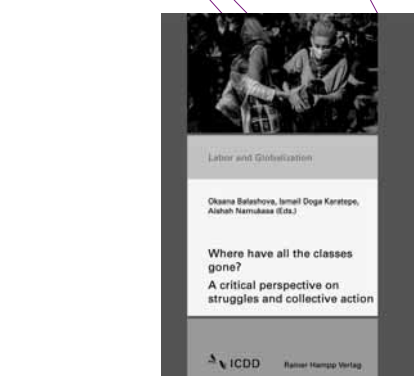 Labor and Globalization
Oksana Balashova, Ismail Doga Karatepe,
Aishah Namukasa (Eds.)
Where have all the classes
gone?
A critical perspective on
struggles and collective action
ICDD Rainer Hampp Verlag